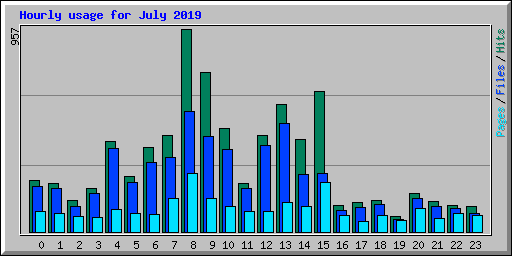 Hourly usage for July 2019
957
Pages / Files / Hits
0 1 2 3 4 5 6 7 8 9 10 11 12 13 14 15 16 17 18 19 20 21 22 23